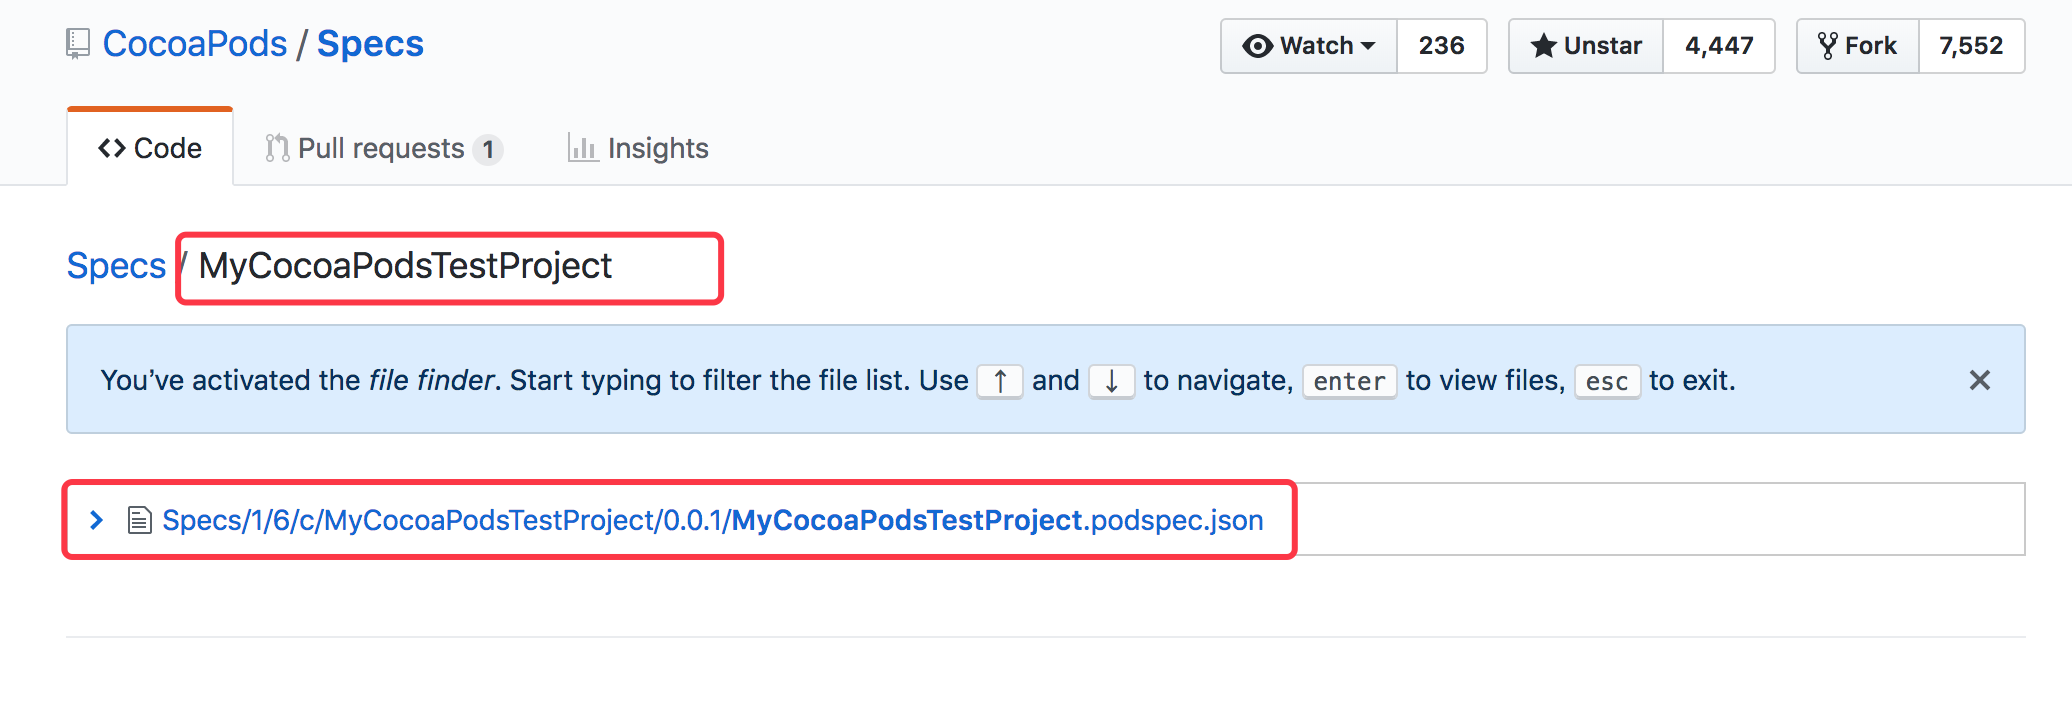 CocoaPods / Specs Watch 236 Unstar 4,447 Fork 7,552
Code Pull requests 1 Insights
Specs / MyCocoaPodsTestProject
You’ve activated the file finder. Start typing to filter the file list. Use ↑ and ↓ to navigate, enter to view files, esc to exit.
Specs/1/6/c/MyCocoaPodsTestProject/0.0.1/MyCocoaPodsTestProject.podspec.json